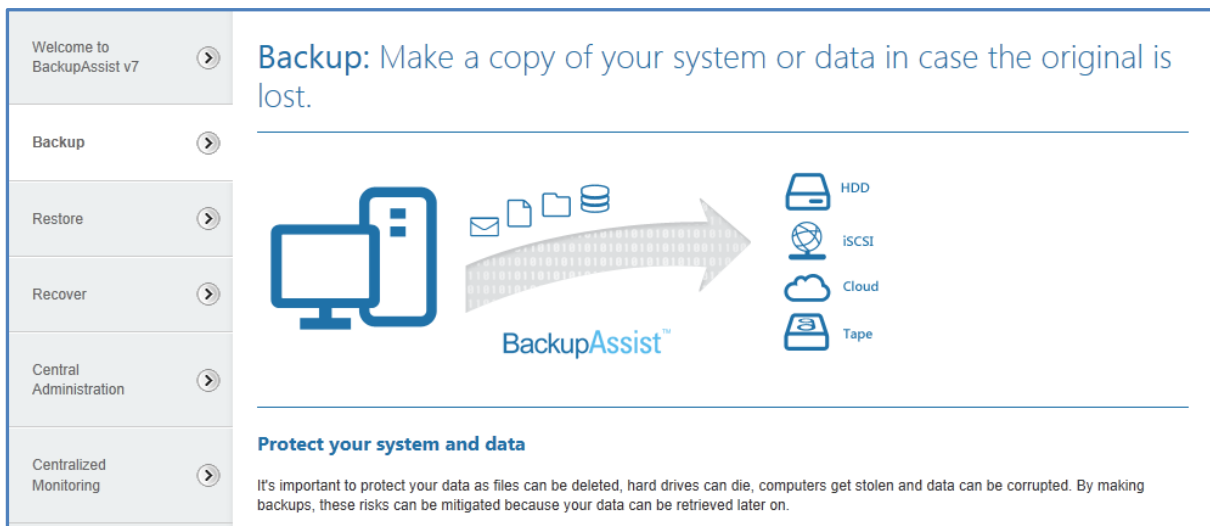 Welcome to
BackupAssist v7
Backup
Restore
Recover
Central
Administration
Centralized
Monitoring
Backup: Make a copy of your system or data in case the original is
lost.
HDD
iSCSI
Cloud
Tape
BackupAssist™
Protect your system and data
It's important to protect your data as files can be deleted, hard drives can die, computers get stolen and data can be corrupted. By making
backups, these risks can be mitigated because your data can be retrieved later on.